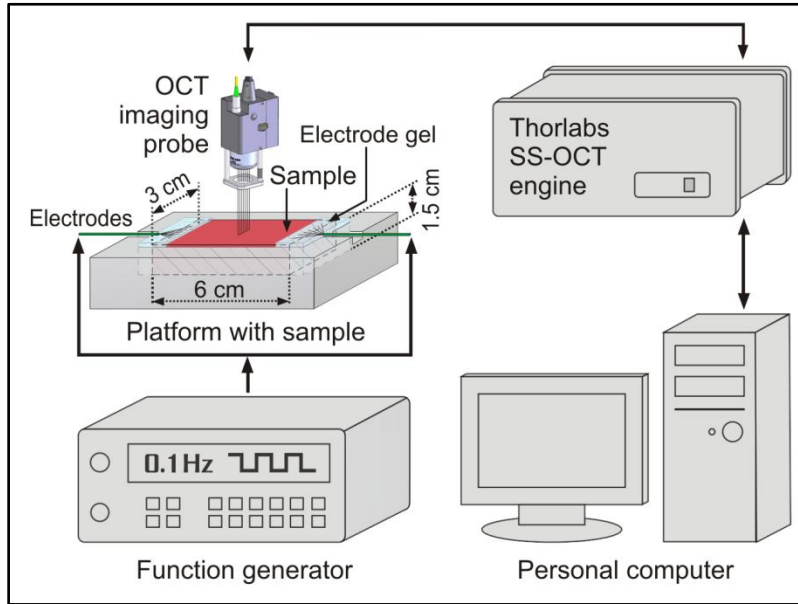 OCT
imaging
probe
Electrode gel
Sample
3 cm
1.5 cm
Electrodes
6 cm
Platform with sample
Thorlabs
SS-OCT
engine
0.1Hz
Function generator
Personal computer